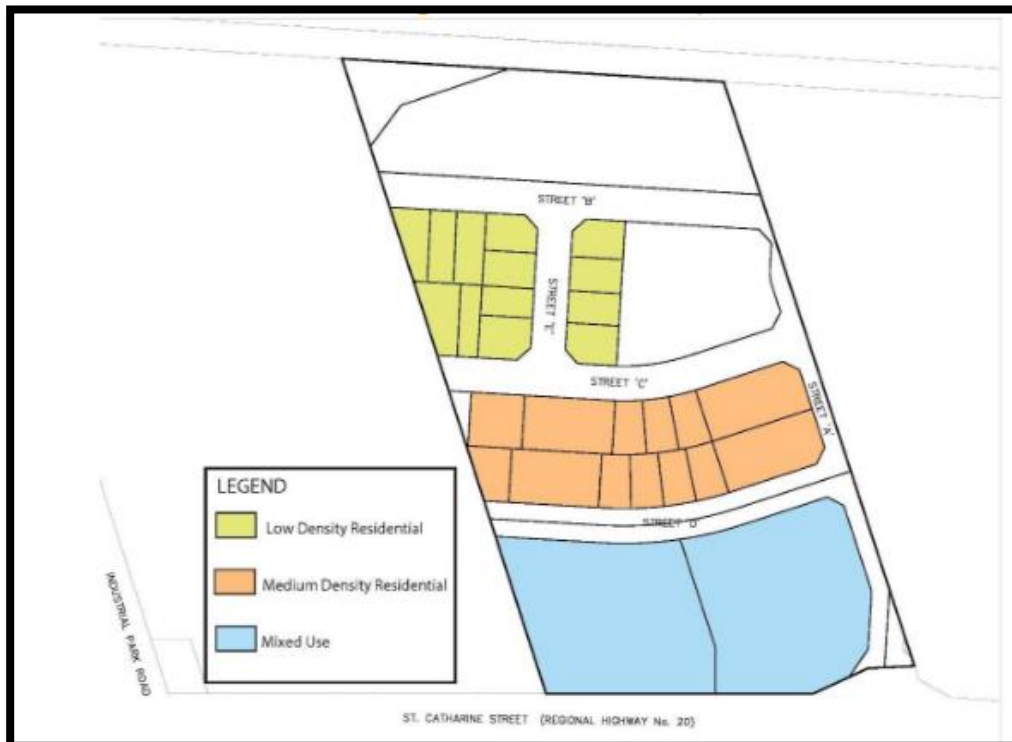 STREET 'B'
STREET 'E'
STREET 'C'
STREET 'A'
STREET 'D'
LEGEND
Low Density Residential
Medium Density Residential
Mixed Use
INDUSTRIAL PARK ROAD
ST. CATHARINE STREET (REGIONAL HIGHWAY No. 20)